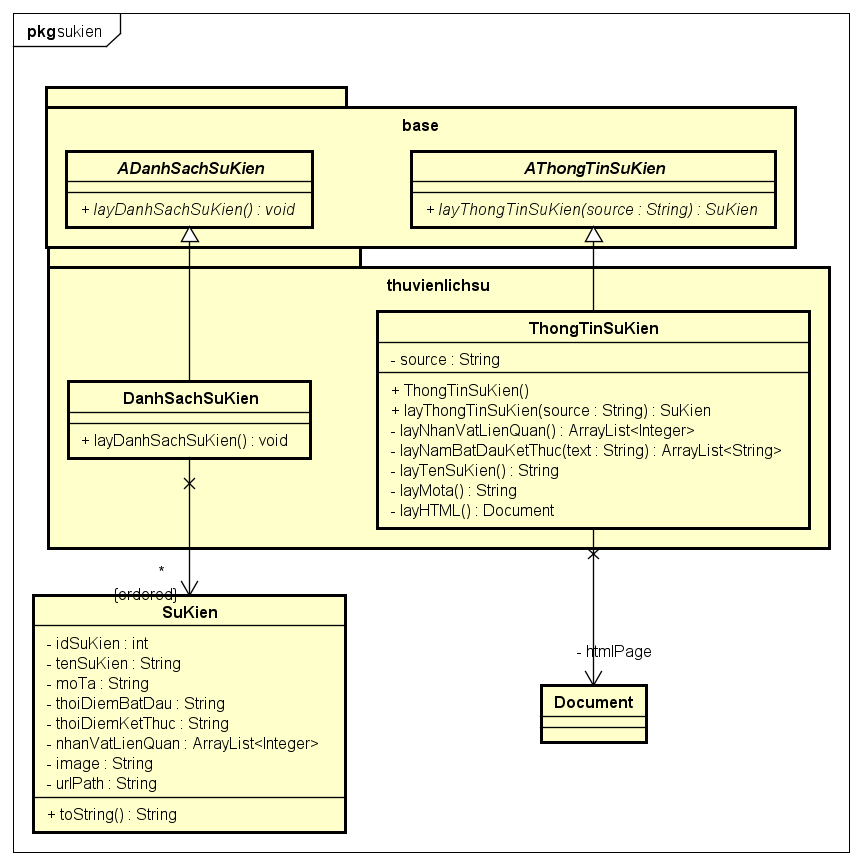 pkg sukien
base
ADanhSachSuKien
+ layDanhSachSuKien() : void
AThongTinSuKien
+ layThongTinSuKien(source : String) : SuKien
thuvienlichsu
DanhSachSuKien
+ layDanhSachSuKien() : void
ThongTinSuKien
- source : String
+ ThongTinSuKien()
+ layThongTinSuKien(source : String) : SuKien
- layNhanVatLienQuan() : ArrayList<Integer>
- layNamBatDauKetThuc(text : String) : ArrayList<String>
- layTenSuKien() : String
- layMota() : String
- layHTML() : Document
*
{ordered}
SuKien
- idSuKien : int
- tenSuKien : String
- moTa : String
- thoiDiemBatDau : String
- thoiDiemKetThuc : String
- nhanVatLienQuan : ArrayList<Integer>
- image : String
- urlPath : String
+ toString() : String
- htmlPage
Document